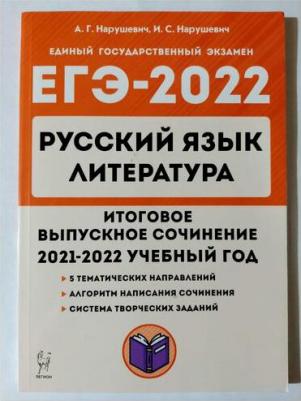 А. Г. Нарушевич, И. С. Нарушевич
ЕДИНЫЙ ГОСУДАРСТВЕННЫЙ ЭКЗАМЕН
ЕГЭ-2022
РУССКИЙ ЯЗЫК
ЛИТЕРАТУРА
ИТОГОВОЕ
ВЫПУСКНОЕ СОЧИНЕНИЕ
2021-2022 УЧЕБНЫЙ ГОД
5 ТЕМАТИЧЕСКИХ НАПРАВЛЕНИЙ
АЛГОРИТМ НАПИСАНИЯ СОЧИНЕНИЯ
СИСТЕМА ТВОРЧЕСКИХ ЗАДАНИЙ
ЛЕГИОН